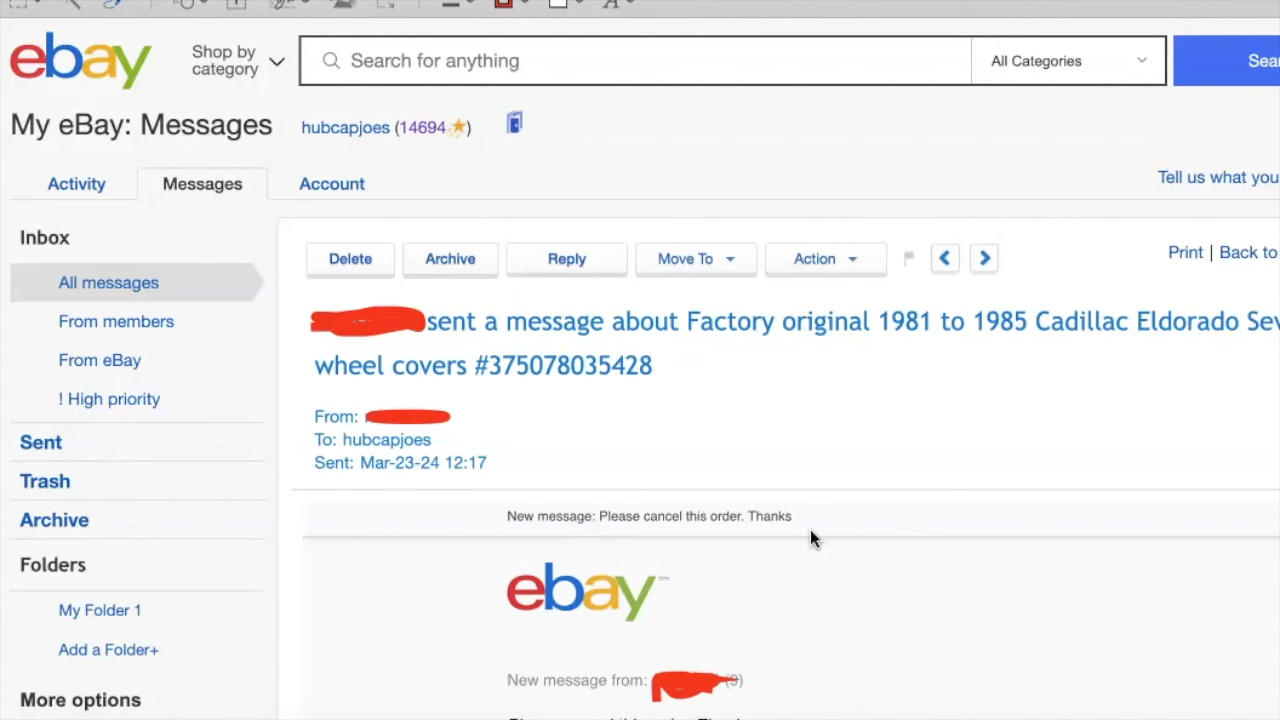 ebay
Shop by
category
Search for anything
All Categories
My eBay: Messages
hubcapjoes (14694)
Activity
Messages
Account
Tell us what you
Inbox
All messages
From members
From eBay
! High priority
Sent
Trash
Archive
Folders
My Folder 1
Add a Folder+
More options
Delete
Archive
Reply
Move To
Action
Print | Back to
sent a message about Factory original 1981 to 1985 Cadillac Eldorado
wheel covers #375078035428
From:
To: hubcapjoes
Sent: Mar-23-24 12:17
New message: Please cancel this order. Thanks
ebay™
New message from: (9)